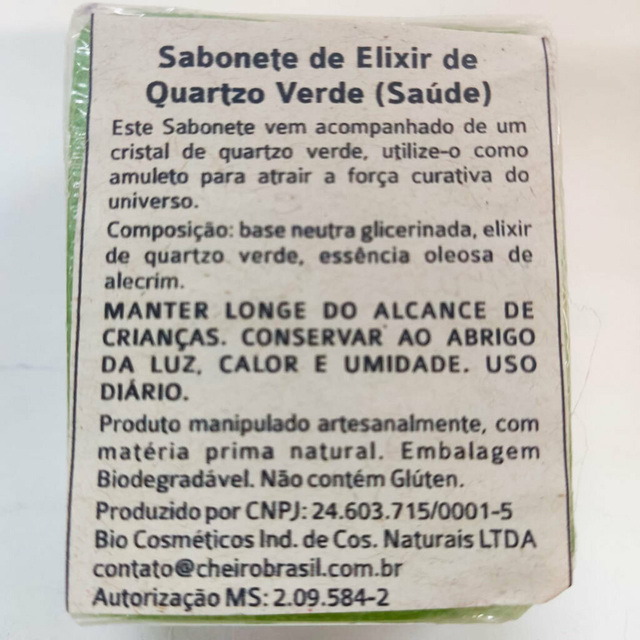 Sabonete de Elixir de
Quartzo Verde (Saúde)
Este Sabonete vem acompanhado de um
cristal de quartzo verde, utilize-o como
amuleto para atrair a força curativa do
universo.
Composição: base neutra glicerinada, elixir
de quartzo verde, essência oleosa de
alecrim.
MANTER LONGE DO ALCANCE DE
CRIANÇAS. CONSERVAR AO ABRIGO
DA LUZ, CALOR E UMIDADE. USO
DIÁRIO.
Produto manipulado artesanalmente, com
matéria prima natural. Embalagem
Biodegradável. Não contém Glúten.
Produzido por CNPJ: 24.603.715/0001-5
Bio Cosméticos Ind. de Cos. Naturais LTDA
contato@cheirobrasil.com.br
Autorização MS: 2.09.584-2